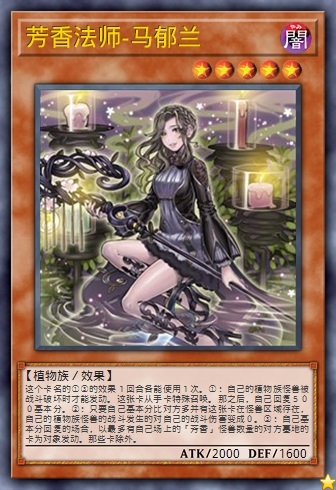 芳香法师-马郁兰
闇
【植物族／效果】
这个卡名的①③的效果１回合各能使用１次。①：自己的植物族怪兽被
战斗破坏时才能发动。这张卡从手卡特殊召唤。那之后，自己回复５０
０基本分。②：只要自己基本分比对方多并有这张卡在怪兽区域存在，
自己的植物族怪兽的战斗发生的对自己的战斗伤害变成０。③：自己基
本分回复的场合，以最多有自己场上的「芳香」怪兽数量的对方墓地的
卡为对象发动。那些卡除外。
ATK/2000 DEF/1600